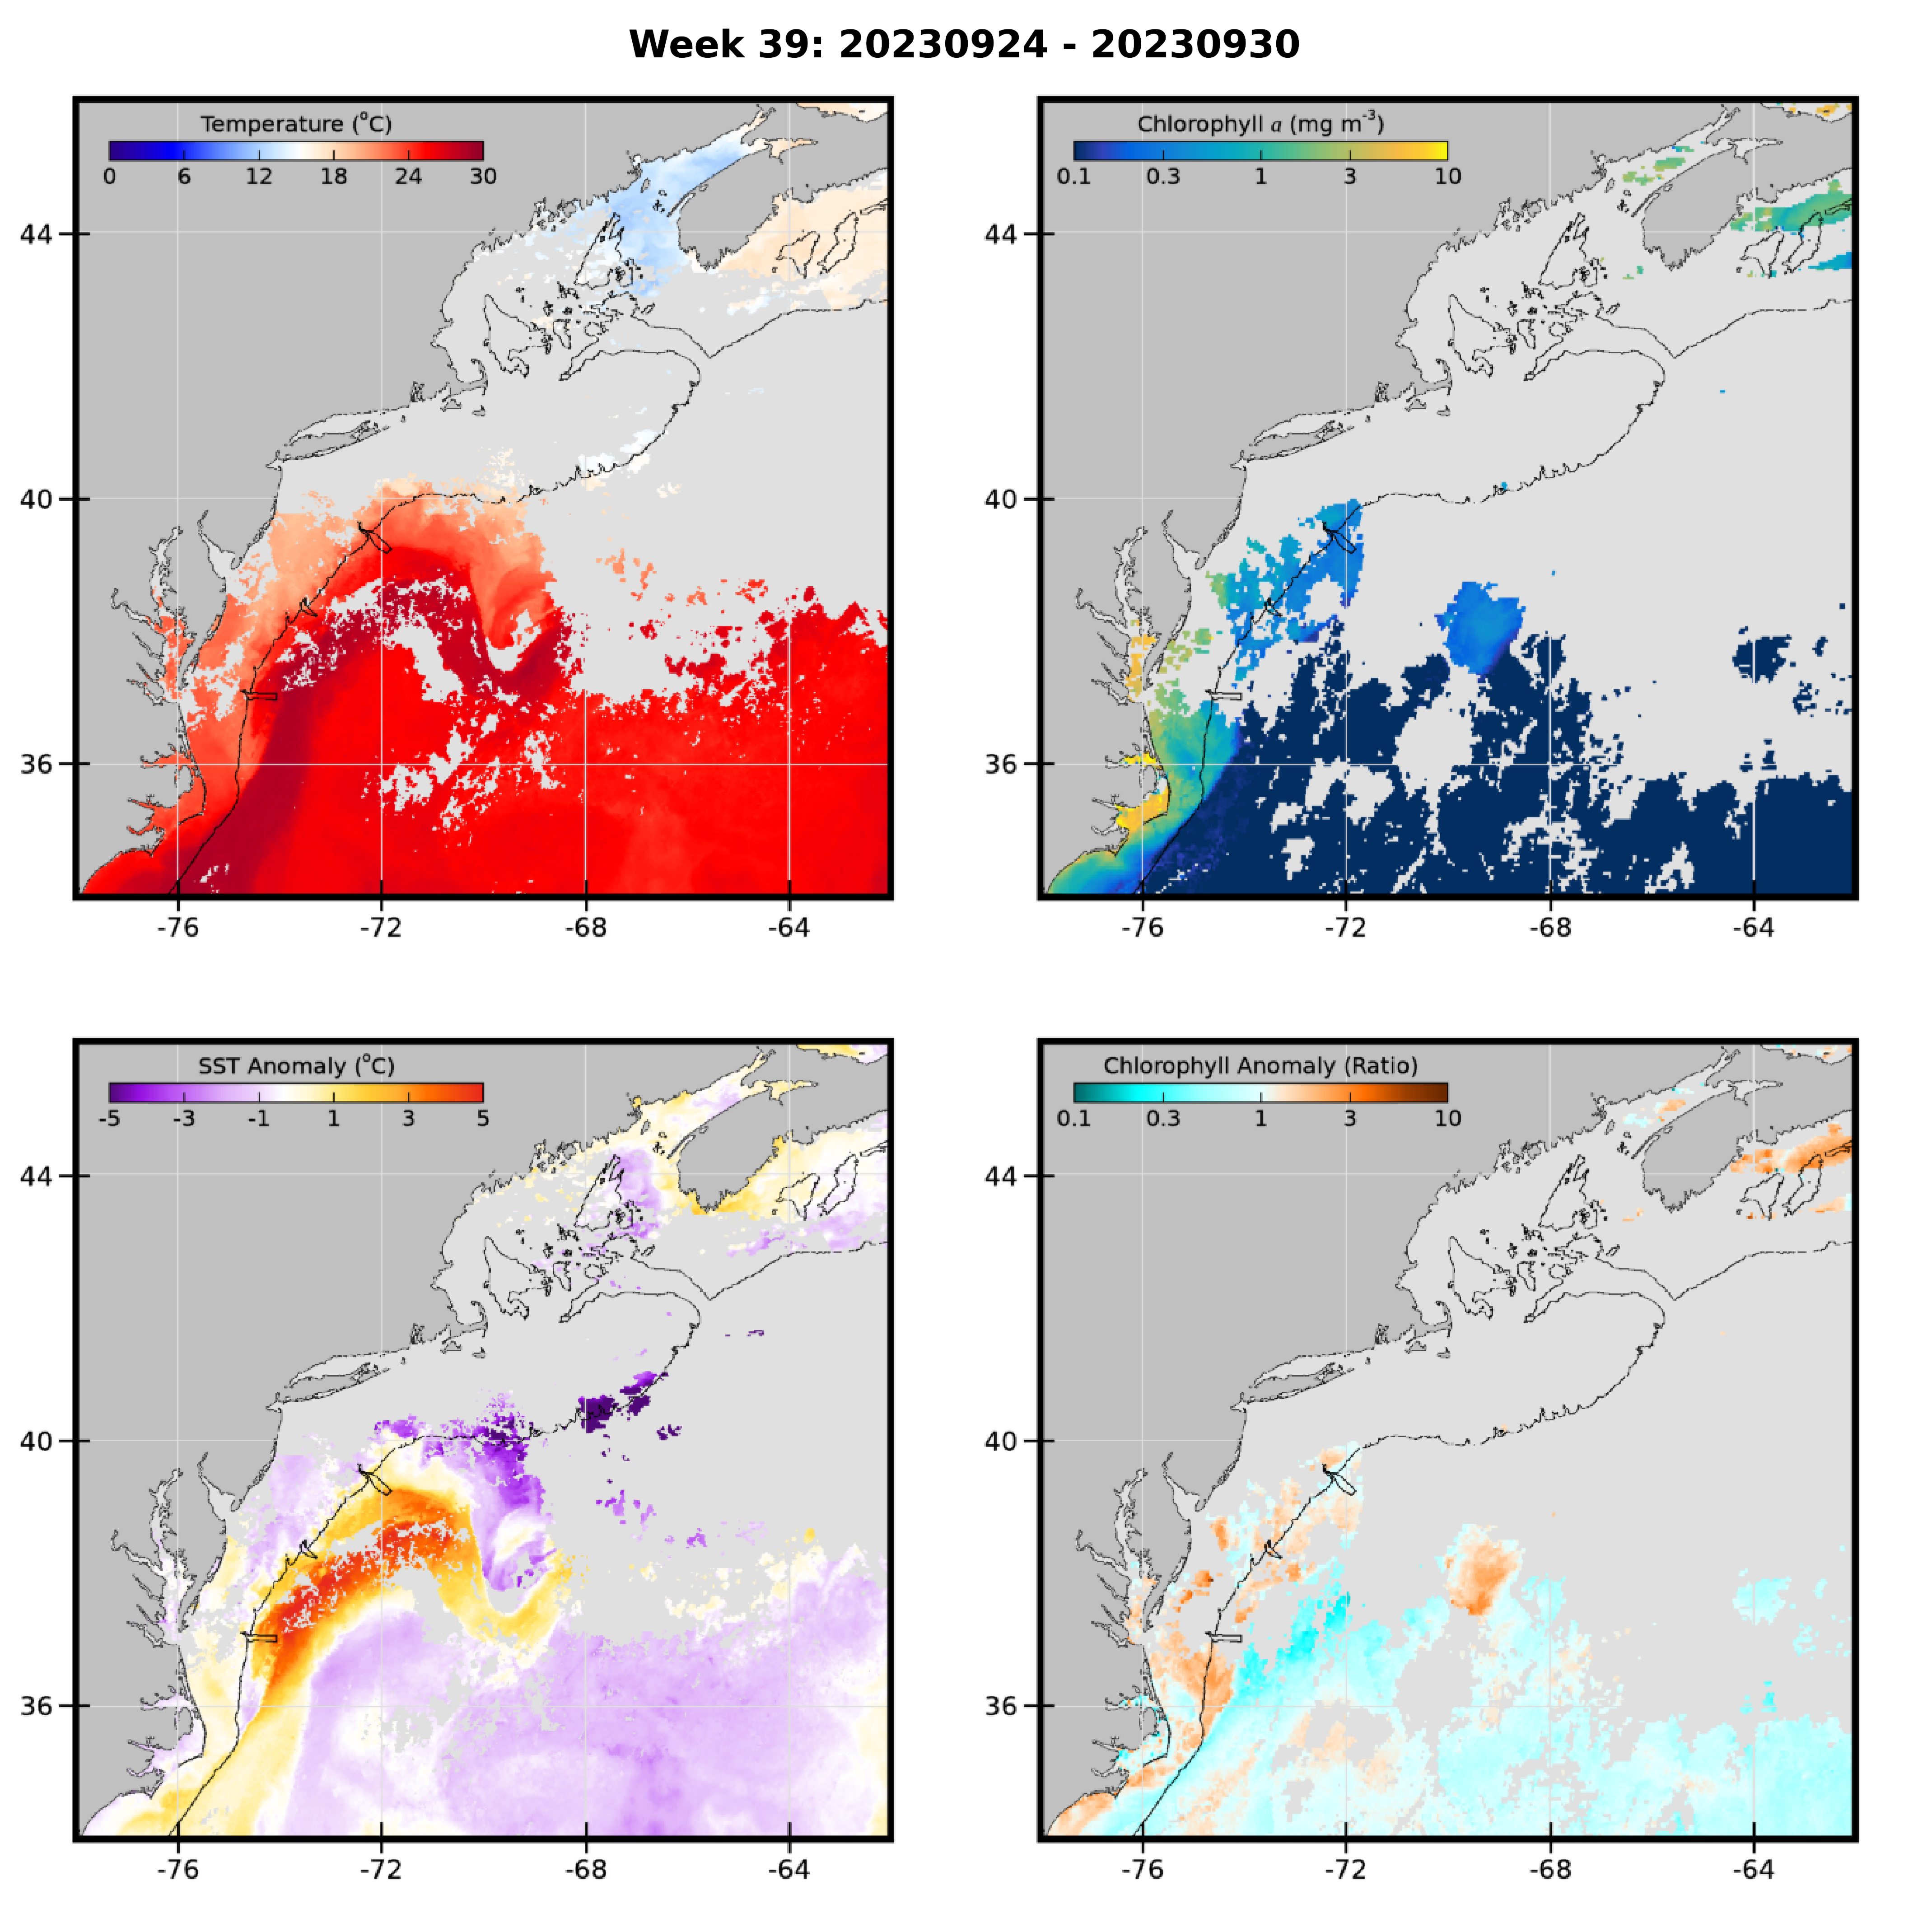 Week 39: 20230924 - 20230930
Temperature (°C)
0 6 12 18 24 30
44
40
36
-76 -72 -68 -64
Chlorophyll a (mg m-3)
0.1 0.3 1 3 10
44
40
36
-76 -72 -68 -64
SST Anomaly (°C)
-5 -3 -1 1 3 5
44
40
36
-76 -72 -68 -64
Chlorophyll Anomaly (Ratio)
0.1 0.3 1 3 10
44
40
36
-76 -72 -68 -64